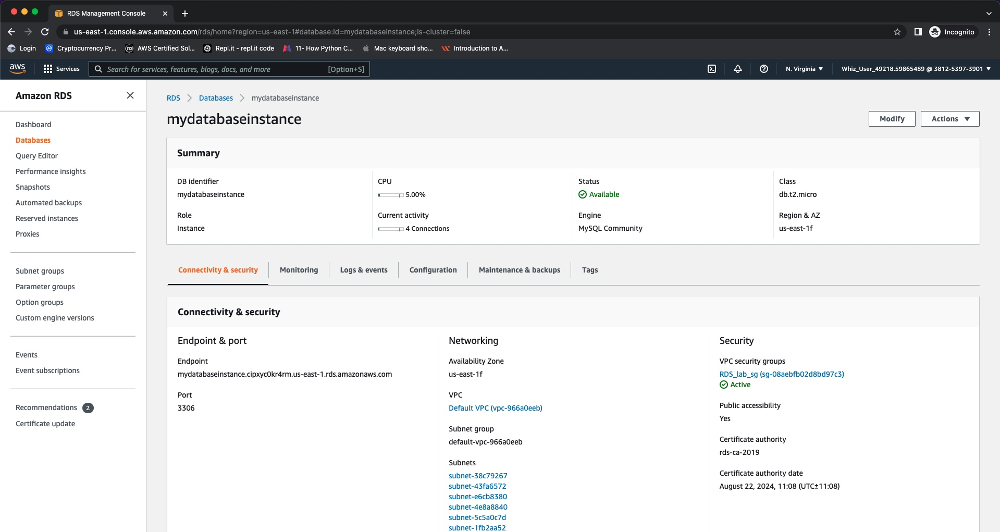 RDS Management Console
us-east-1.console.aws.amazon.com/rds/home?region=us-east-1#database:id=mydatabaseinstance;is-cluster=false
Incognito
Login
Cryptocurrency Pr...
AWS Certified Sol...
Repl.it - repl.it code
11- How Python C...
Mac keyboard sho...
Introduction to A...
aws
Services
Search for services, features, blogs, docs, and more
[Option+S]
N. Virginia
Whiz_User_49218.59865489 @ 3812-5397-3901
Amazon RDS
Dashboard
Databases
Query Editor
Performance insights
Snapshots
Automated backups
Reserved instances
Proxies
Subnet groups
Parameter groups
Option groups
Custom engine versions
Events
Event subscriptions
Recommendations 2
Certificate update
RDS
Databases
mydatabaseinstance
mydatabaseinstance
Modify
Actions
Summary
DB identifier
mydatabaseinstance
Role
Instance
CPU
5.00%
Current activity
4 Connections
Status
Available
Engine
MySQL Community
Class
db.t2.micro
Region & AZ
us-east-1f
Connectivity & security
Monitoring
Logs & events
Configuration
Maintenance & backups
Tags
Connectivity & security
Endpoint & port
Endpoint
mydatabaseinstance.cipxyc0kr4rm.us-east-1.rds.amazonaws.com
Port
3306
Networking
Availability Zone
us-east-1f
VPC
Default VPC (vpc-966a0eeb)
Subnet group
default-vpc-966a0eeb
Subnets
subnet-38c79267
subnet-43fa6572
subnet-e6cb8380
subnet-4e8a8840
subnet-5c5a0c7d
subnet-1fb2aa52
Security
VPC security groups
RDS_lab_sg (sg-08aebfb02d8bd97c3)
Active
Public accessibility
Yes
Certificate authority
rds-ca-2019
Certificate authority date
August 22, 2024, 11:08 (UTC±11:08)